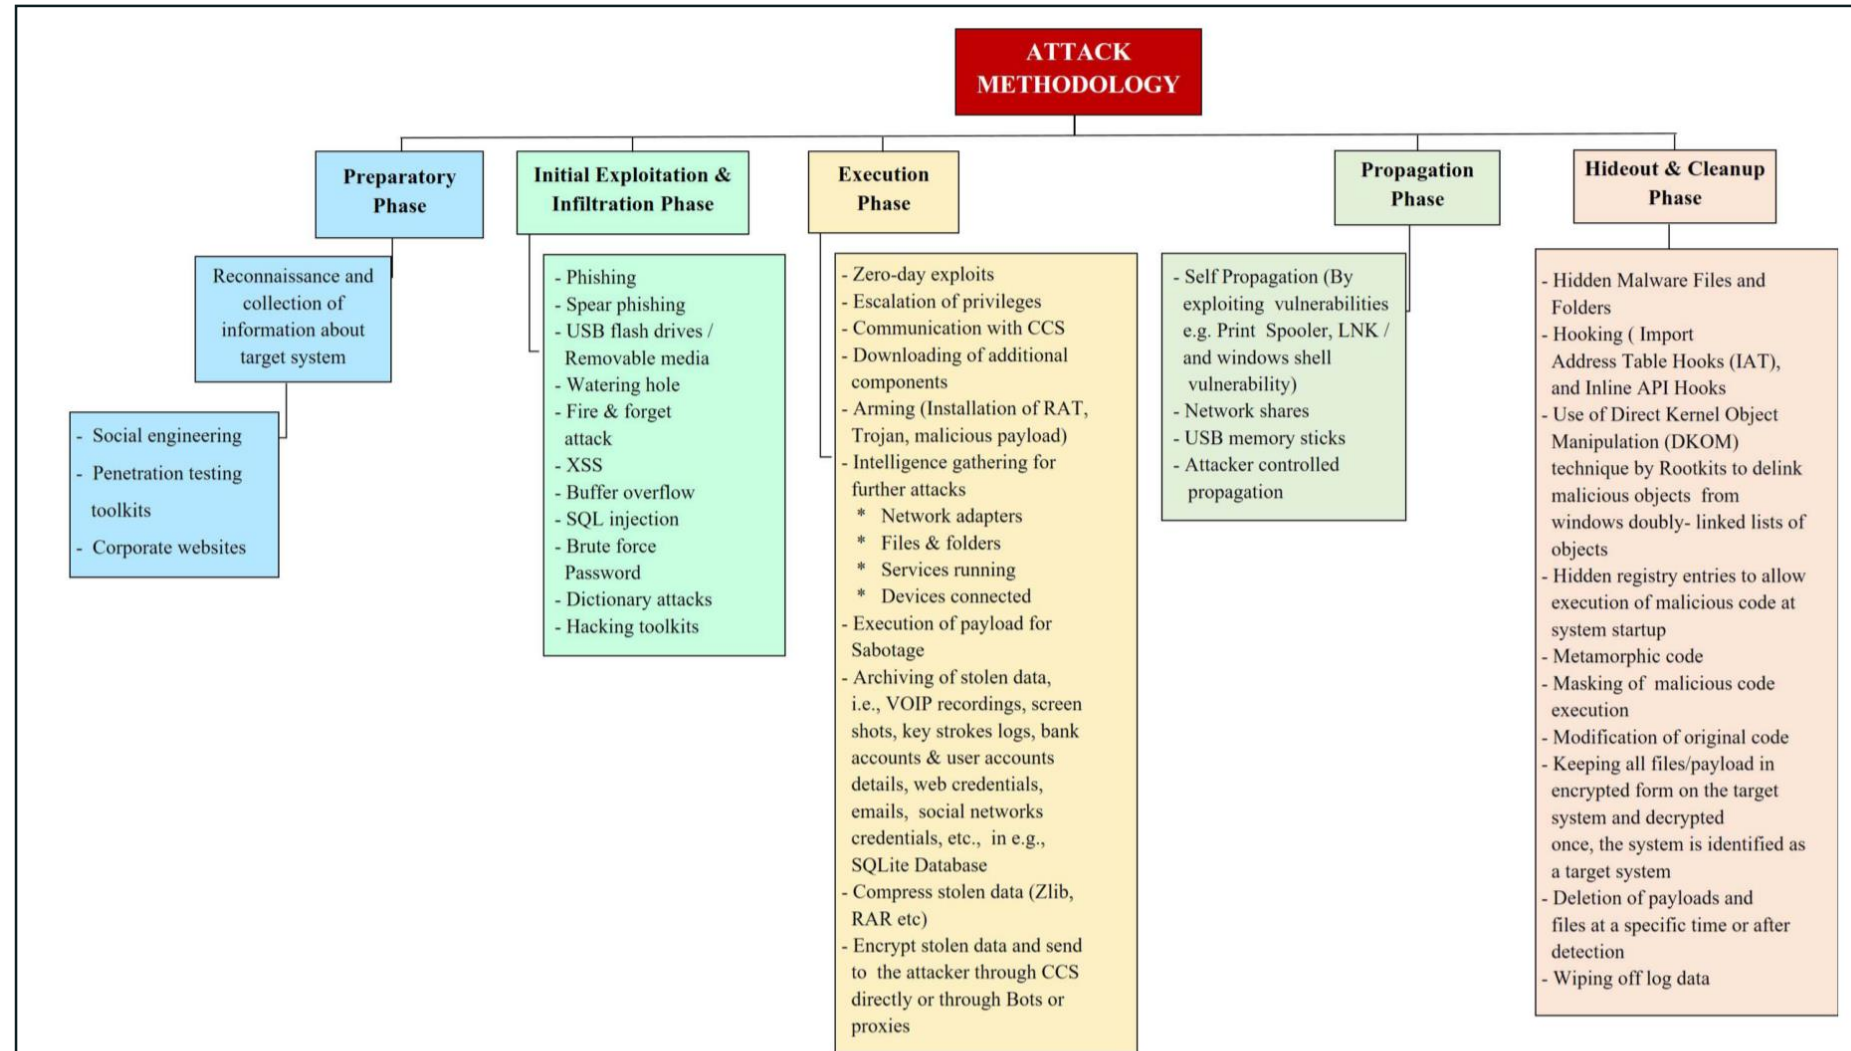 ATTACK
METHODOLOGY
Preparatory
Phase
Reconnaissance and
collection of
information about
target system
- Social engineering
- Penetration testing
toolkits
- Corporate websites
Initial Exploitation &
Infiltration Phase
- Phishing
- Spear phishing
- USB flash drives /
Removable media
- Watering hole
- Fire & forget
attack
- XSS
- Buffer overflow
- SQL injection
- Brute force
Password
- Dictionary attacks
- Hacking toolkits
Execution
Phase
- Zero-day exploits
- Escalation of privileges
- Communication with CCS
- Downloading of additional
components
- Arming (Installation of RAT,
Trojan, malicious payload)
- Intelligence gathering for
further attacks
* Network adapters
* Files & folders
* Services running
* Devices connected
- Execution of payload for
Sabotage
- Archiving of stolen data,
i.e., VOIP recordings, screen
shots, key strokes logs, bank
accounts & user accounts
details, web credentials,
emails, social networks
credentials, etc., in e.g.,
SQLite Database
- Compress stolen data (Zlib,
RAR etc)
- Encrypt stolen data and send
to the attacker through CCS
directly or through Bots or
proxies
Propagation
Phase
- Self Propagation (By
exploiting vulnerabilities
e.g. Print Spooler, LNK /
and windows shell
vulnerability)
- Network shares
- USB memory sticks
- Attacker controlled
propagation
Hideout & Cleanup
Phase
- Hidden Malware Files and
Folders
- Hooking ( Import
Address Table Hooks (IAT),
and Inline API Hooks
- Use of Direct Kernel Object
Manipulation (DKOM)
technique by Rootkits to delink
malicious objects from
windows doubly- linked lists of
objects
- Hidden registry entries to allow
execution of malicious code at
system startup
- Metamorphic code
- Masking of malicious code
execution
- Modification of original code
- Keeping all files/payload in
encrypted form on the target
system and decrypted
once, the system is identified as
a target system
- Deletion of payloads and
files at a specific time or after
detection
- Wiping off log data